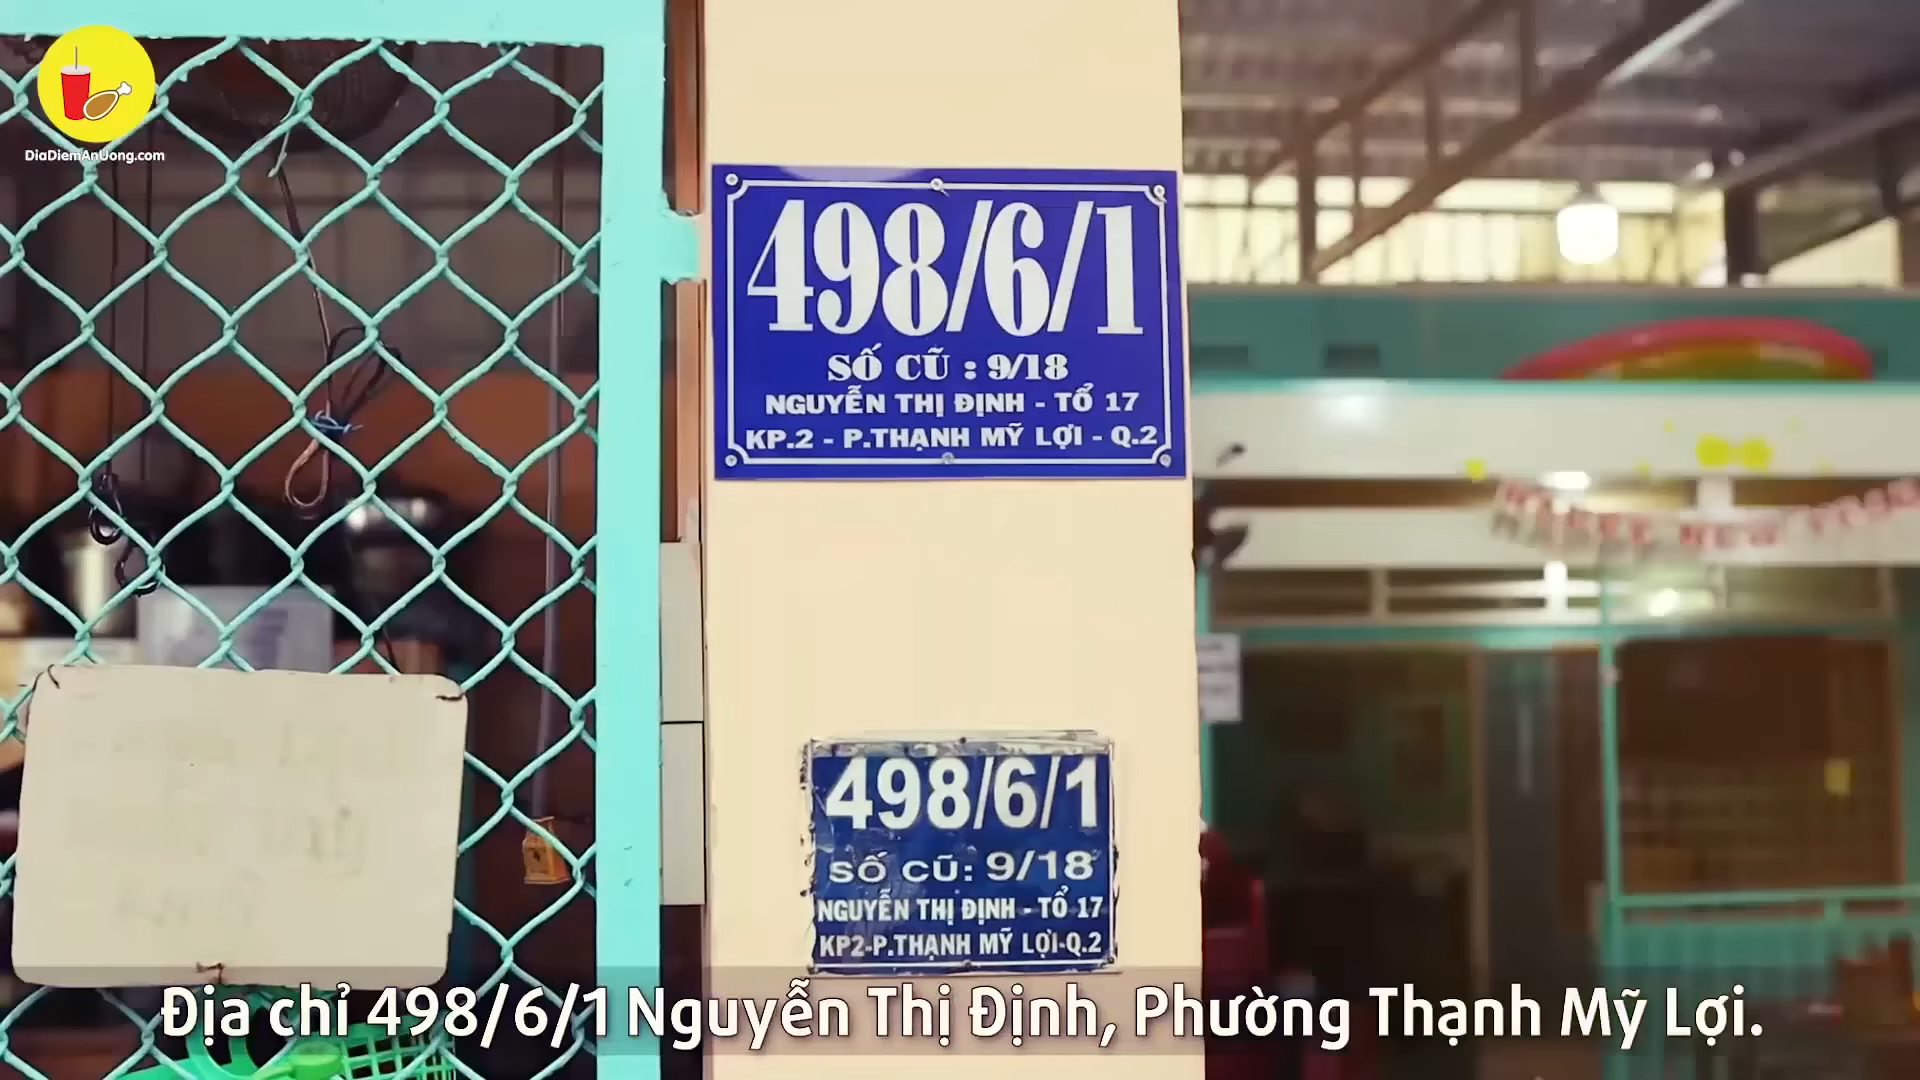 DiaDiemAnUong.com
498/6/1
SỐ CŨ : 9/18
NGUYỄN THỊ ĐỊNH - TỔ 17
KP.2 - P.THẠNH MỸ LỢI - Q.2
498/6/1
SỐ CŨ: 9/18
NGUYỄN THỊ ĐỊNH - TỔ 17
KP2-P.THẠNH MỸ LỢI-Q.2
Địa chỉ 498/6/1 Nguyễn Thị Định, Phường Thạnh Mỹ Lợi.